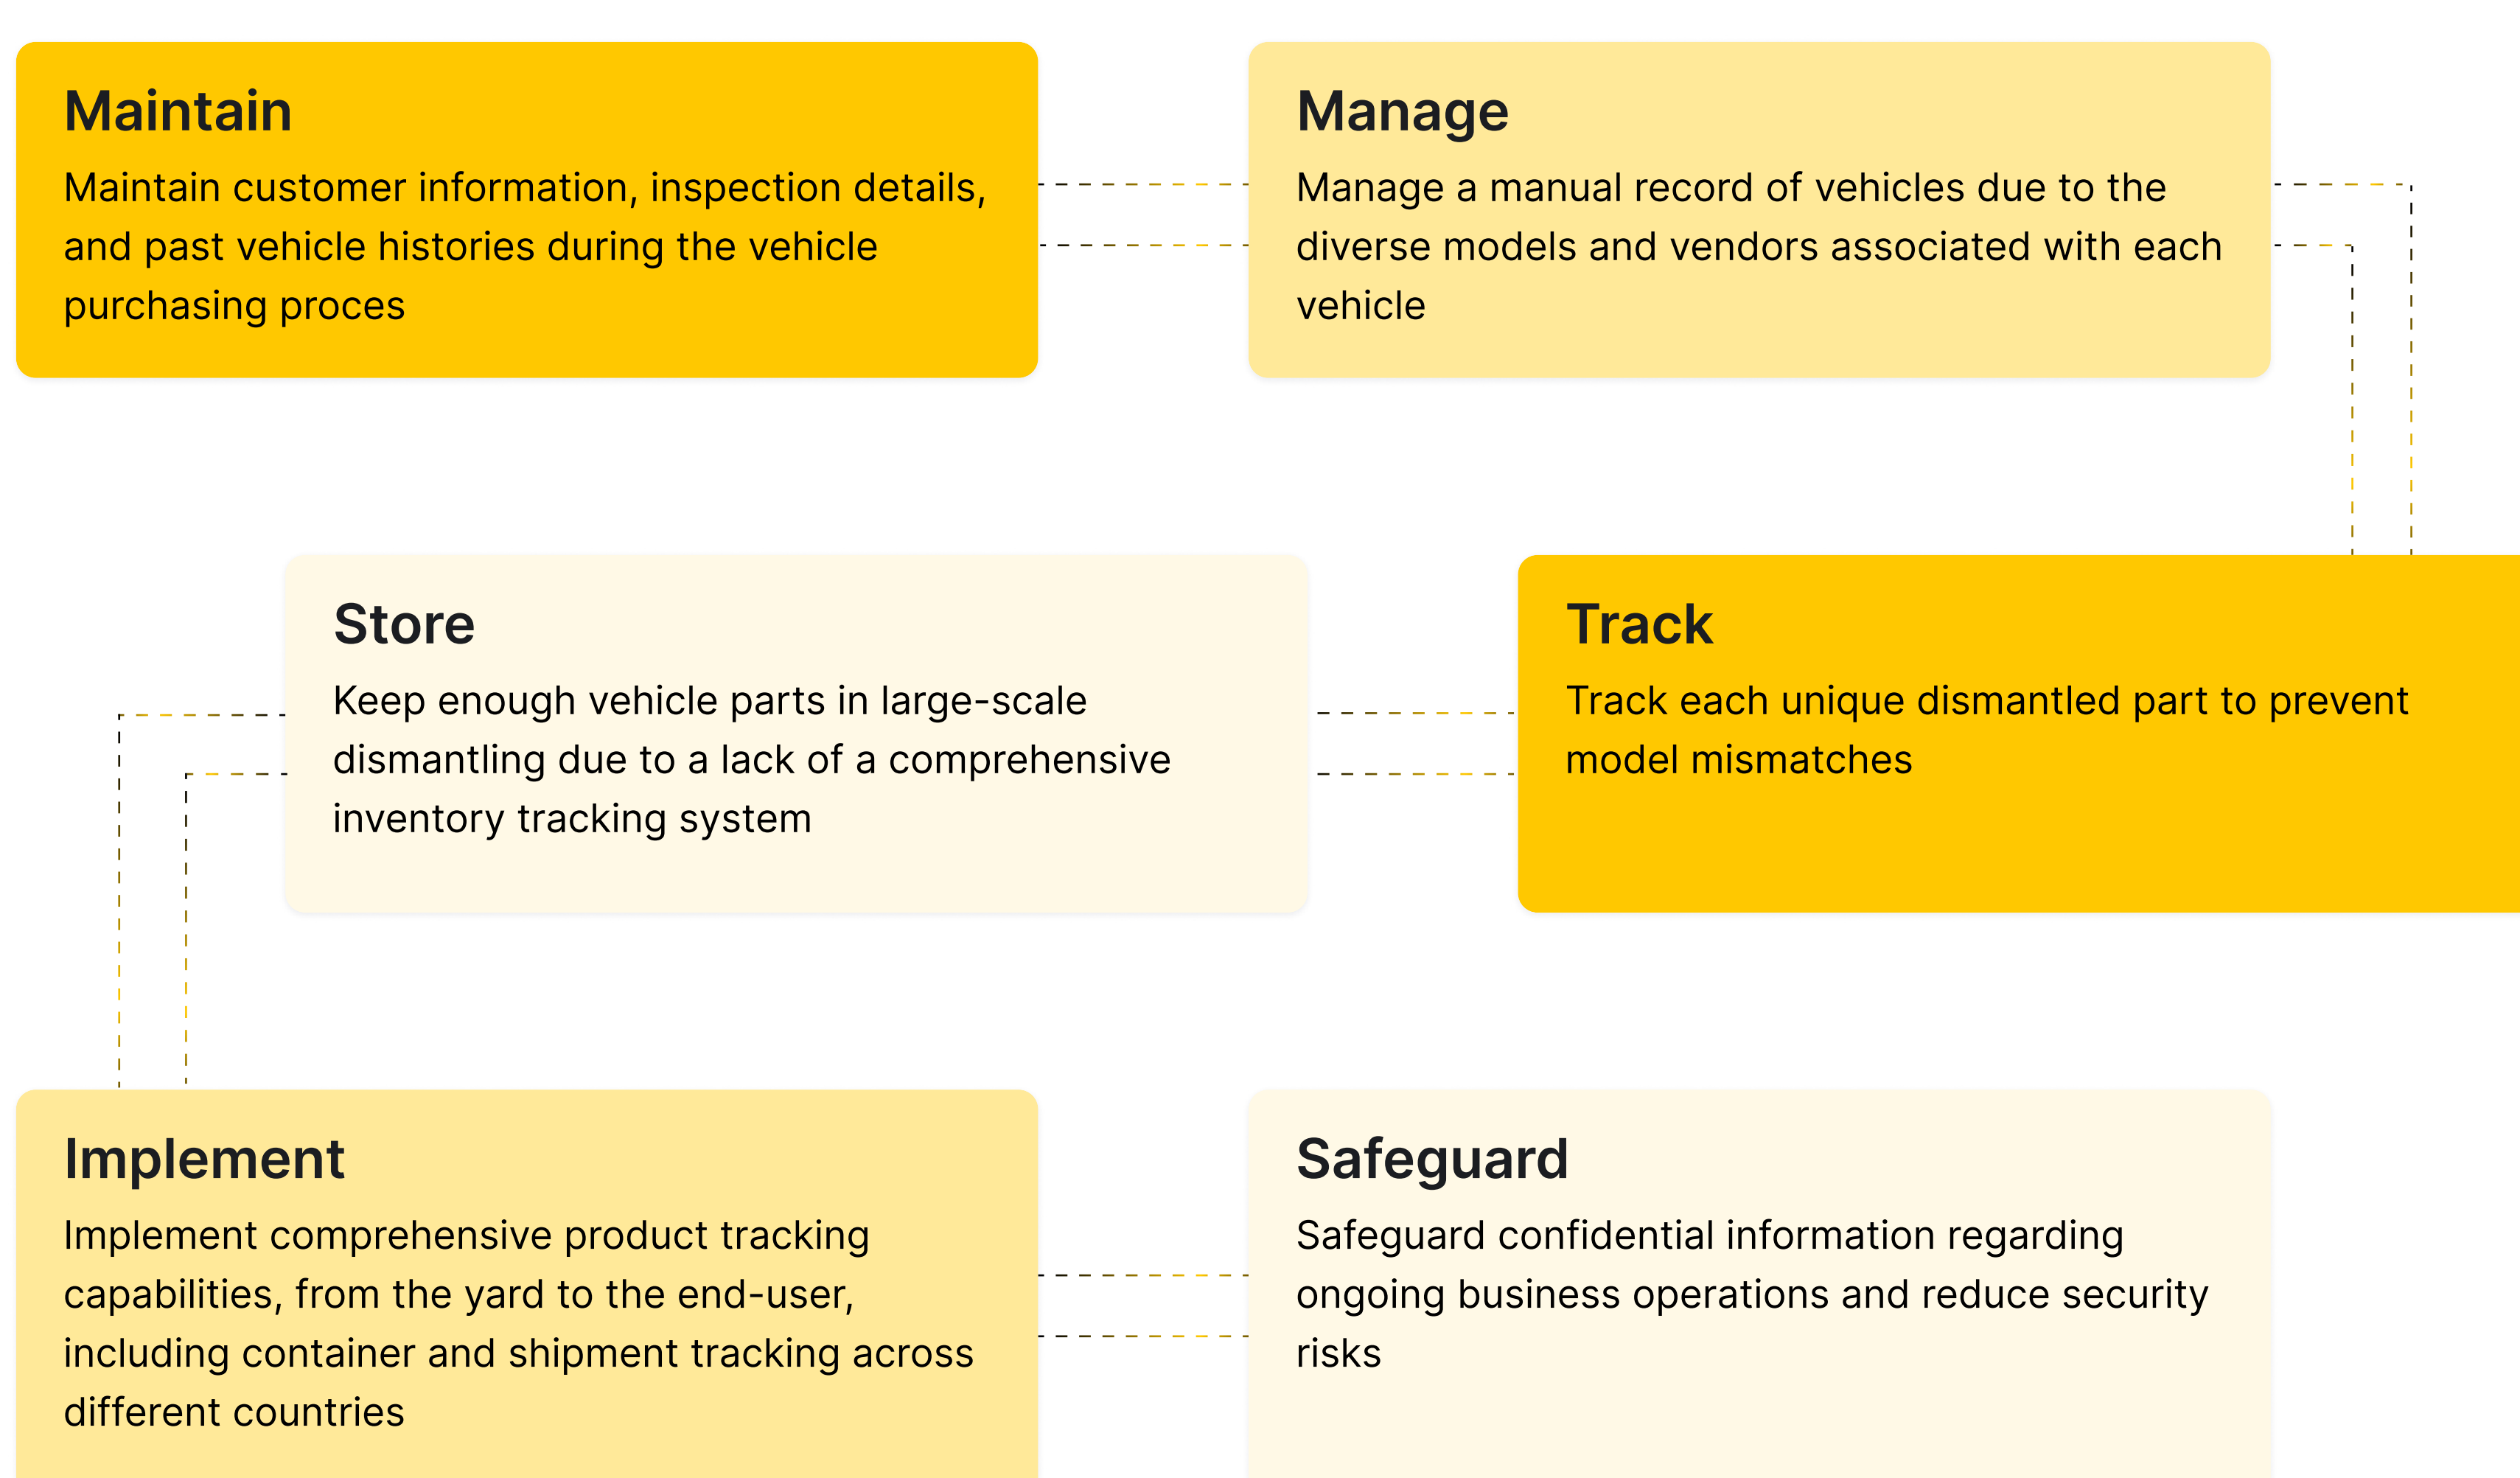 Maintain
Maintain customer information, inspection details,
and past vehicle histories during the vehicle
purchasing proces
Manage
Manage a manual record of vehicles due to the
diverse models and vendors associated with each
vehicle
Store
Keep enough vehicle parts in large-scale
dismantling due to a lack of a comprehensive
inventory tracking system
Track
Track each unique dismantled part to prevent
model mismatches
Implement
Implement comprehensive product tracking
capabilities, from the yard to the end-user,
including container and shipment tracking across
different countries
Safeguard
Safeguard confidential information regarding
ongoing business operations and reduce security
risks